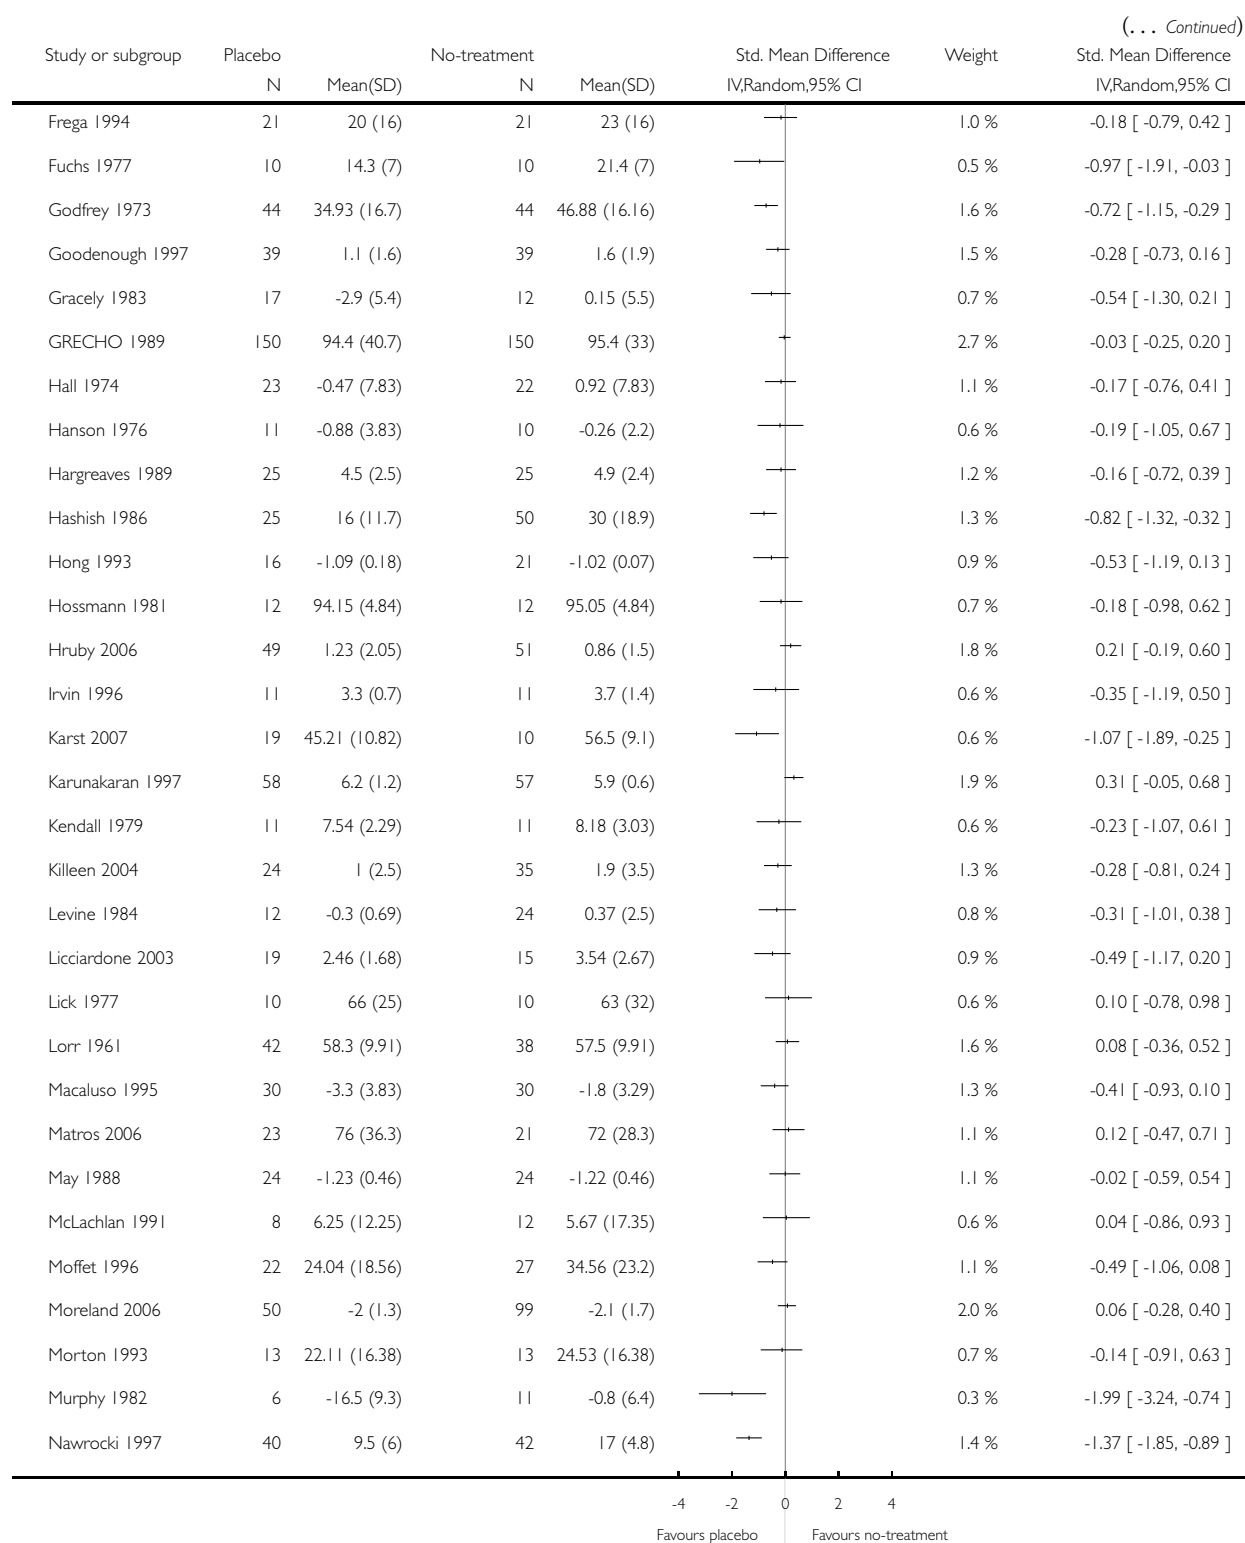 (... Continued)
Study or subgroup Placebo No-treatment Std. Mean Difference Weight Std. Mean Difference
N Mean(SD) N Mean(SD) IV,Random,95% CI IV,Random,95% CI
Frega 1994 21 20 (16) 21 23 (16) 1.0 % -0.18 [ -0.79, 0.42 ]
Fuchs 1977 10 14.3 (7) 10 21.4 (7) 0.5 % -0.97 [ -1.91, -0.03 ]
Godfrey 1973 44 34.93 (16.7) 44 46.88 (16.16) 1.6 % -0.72 [ -1.15, -0.29 ]
Goodenough 1997 39 1.1 (1.6) 39 1.6 (1.9) 1.5 % -0.28 [ -0.73, 0.16 ]
Gracely 1983 17 -2.9 (5.4) 12 0.15 (5.5) 0.7 % -0.54 [ -1.30, 0.21 ]
GRECHO 1989 150 94.4 (40.7) 150 95.4 (33) 2.7 % -0.03 [ -0.25, 0.20 ]
Hall 1974 23 -0.47 (7.83) 22 0.92 (7.83) 1.1 % -0.17 [ -0.76, 0.41 ]
Hanson 1976 11 -0.88 (3.83) 10 -0.26 (2.2) 0.6 % -0.19 [ -1.05, 0.67 ]
Hargreaves 1989 25 4.5 (2.5) 25 4.9 (2.4) 1.2 % -0.16 [ -0.72, 0.39 ]
Hashish 1986 25 16 (11.7) 50 30 (18.9) 1.3 % -0.82 [ -1.32, -0.32 ]
Hong 1993 16 -1.09 (0.18) 21 -1.02 (0.07) 0.9 % -0.53 [ -1.19, 0.13 ]
Hossmann 1981 12 94.15 (4.84) 12 95.05 (4.84) 0.7 % -0.18 [ -0.98, 0.62 ]
Hruby 2006 49 1.23 (2.05) 51 0.86 (1.5) 1.8 % 0.21 [ -0.19, 0.60 ]
Irvin 1996 11 3.3 (0.7) 11 3.7 (1.4) 0.6 % -0.35 [ -1.19, 0.50 ]
Karst 2007 19 45.21 (10.82) 10 56.5 (9.1) 0.6 % -1.07 [ -1.89, -0.25 ]
Karunakaran 1997 58 6.2 (1.2) 57 5.9 (0.6) 1.9 % 0.31 [ -0.05, 0.68 ]
Kendall 1979 11 7.54 (2.29) 11 8.18 (3.03) 0.6 % -0.23 [ -1.07, 0.61 ]
Killeen 2004 24 1 (2.5) 35 1.9 (3.5) 1.3 % -0.28 [ -0.81, 0.24 ]
Levine 1984 12 -0.3 (0.69) 24 0.37 (2.5) 0.8 % -0.31 [ -1.01, 0.38 ]
Licciardone 2003 19 2.46 (1.68) 15 3.54 (2.67) 0.9 % -0.49 [ -1.17, 0.20 ]
Lick 1977 10 66 (25) 10 63 (32) 0.6 % 0.10 [ -0.78, 0.98 ]
Lorr 1961 42 58.3 (9.91) 38 57.5 (9.91) 1.6 % 0.08 [ -0.36, 0.52 ]
Macaluso 1995 30 -3.3 (3.83) 30 -1.8 (3.29) 1.3 % -0.41 [ -0.93, 0.10 ]
Matros 2006 23 76 (36.3) 21 72 (28.3) 1.1 % 0.12 [ -0.47, 0.71 ]
May 1988 24 -1.23 (0.46) 24 -1.22 (0.46) 1.1 % -0.02 [ -0.59, 0.54 ]
McLachlan 1991 8 6.25 (12.25) 12 5.67 (17.35) 0.6 % 0.04 [ -0.86, 0.93 ]
Moffet 1996 22 24.04 (18.56) 27 34.56 (23.2) 1.1 % -0.49 [ -1.06, 0.08 ]
Moreland 2006 50 -2 (1.3) 99 -2.1 (1.7) 2.0 % 0.06 [ -0.28, 0.40 ]
Morton 1993 13 22.11 (16.38) 13 24.53 (16.38) 0.7 % -0.14 [ -0.91, 0.63 ]
Murphy 1982 6 -16.5 (9.3) 11 -0.8 (6.4) 0.3 % -1.99 [ -3.24, -0.74 ]
Nawrocki 1997 40 9.5 (6) 42 17 (4.8) 1.4 % -1.37 [ -1.85, -0.89 ]
-4 -2 0 2 4
Favours placebo Favours no-treatment